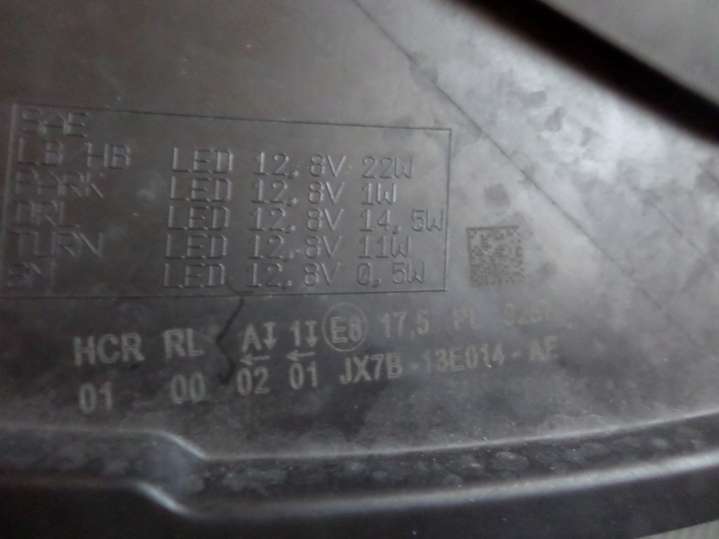 SAE
LB/HB LED 12,8V 22W
PARK LED 12,8V 1W
DRL LED 12,8V 14,5W
TURN LED 12,8V 11W
LED 12,8V 0,5W
HCR RL A 1 E8 17,5 PL
01 00 02 01 JX7B-13E014-AE